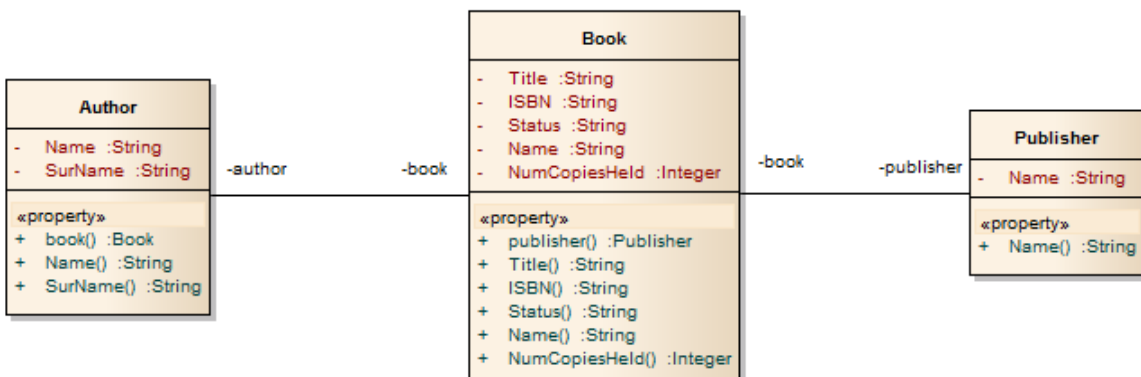 Author
- Name :String
- SurName :String
«property»
+ book() :Book
+ Name() :String
+ SurName() :String
-author
-book
Book
- Title :String
- ISBN :String
- Status :String
- Name :String
- NumCopiesHeld :Integer
«property»
+ publisher() :Publisher
+ Title() :String
+ ISBN() :String
+ Status() :String
+ Name() :String
+ NumCopiesHeld() :Integer
-book
-publisher
Publisher
- Name :String
«property»
+ Name() :String